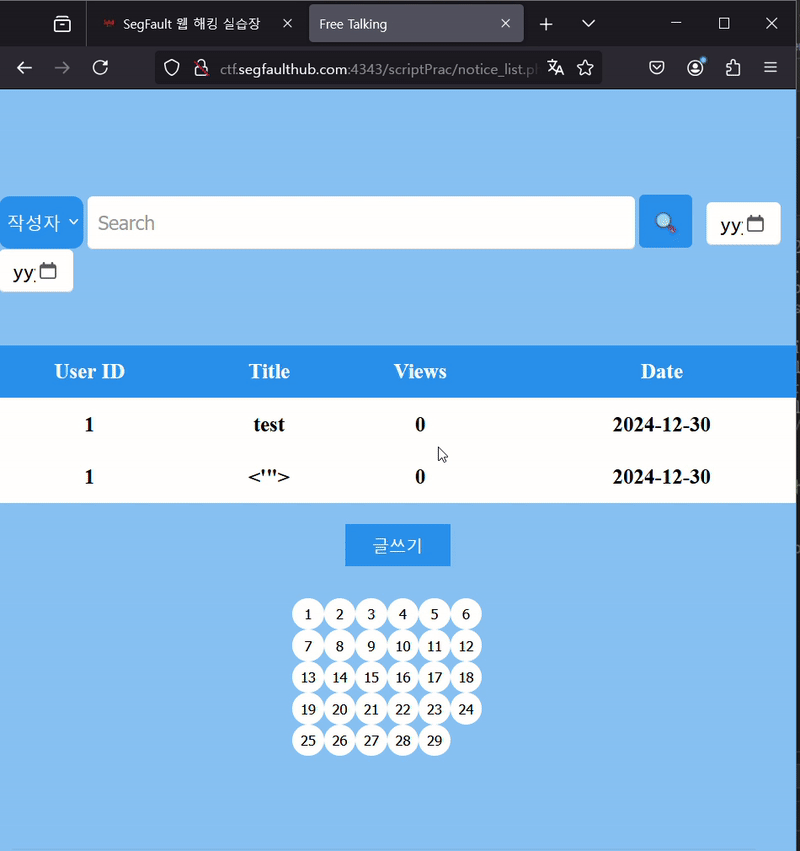 SegFault 웹 해킹 실습장
Free Talking
ctf.segfaulthub.com:4343/scriptPrac/notice_list.ph
작성자
Search
yy
yy
User ID Title Views Date
1 test 0 2024-12-30
1 <'"> 0 2024-12-30
글쓰기
1 2 3 4 5 6
7 8 9 10 11 12
13 14 15 16 17 18
19 20 21 22 23 24
25 26 27 28 29